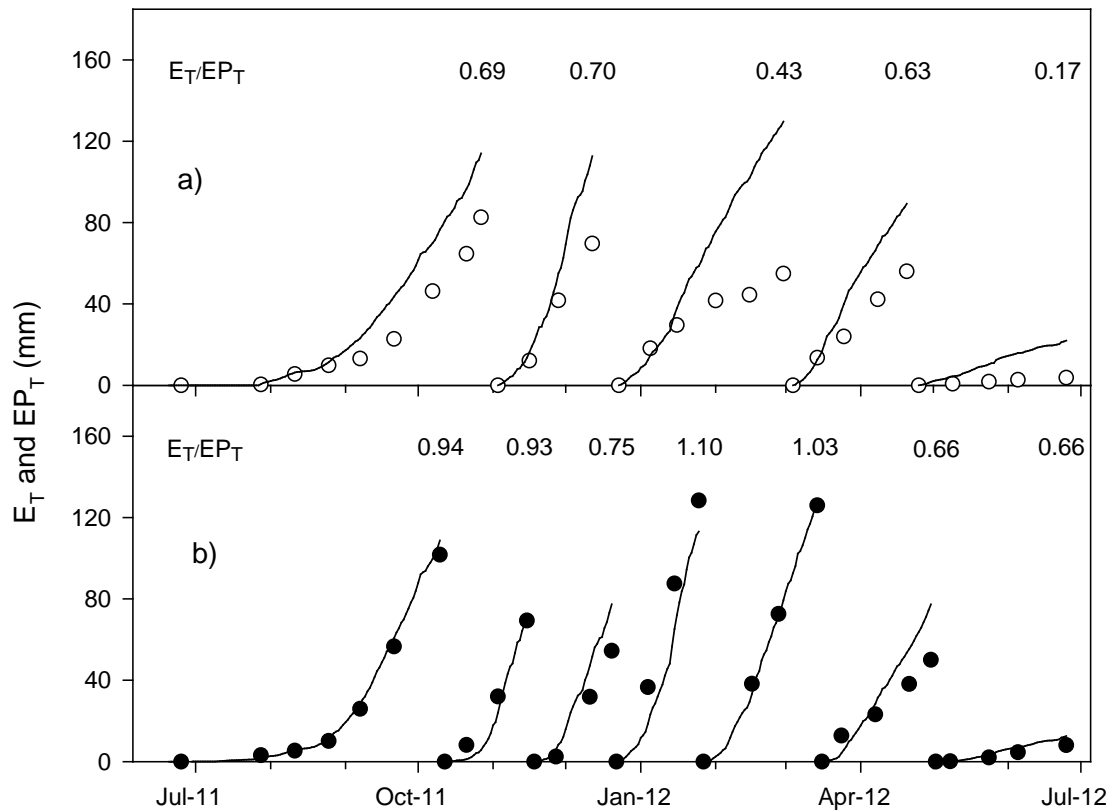 160
E_T/EP_T 0.69 0.70 0.43 0.63 0.17
120
a)
80
40
0
E_T and EP_T (mm)
160
E_T/EP_T 0.94 0.93 0.75 1.10 1.03 0.66 0.66
120
b)
80
40
0
Jul-11 Oct-11 Jan-12 Apr-12 Jul-12